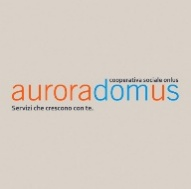 cooperativa sociale onlus
auroradomus
Servizi che crescono con te.